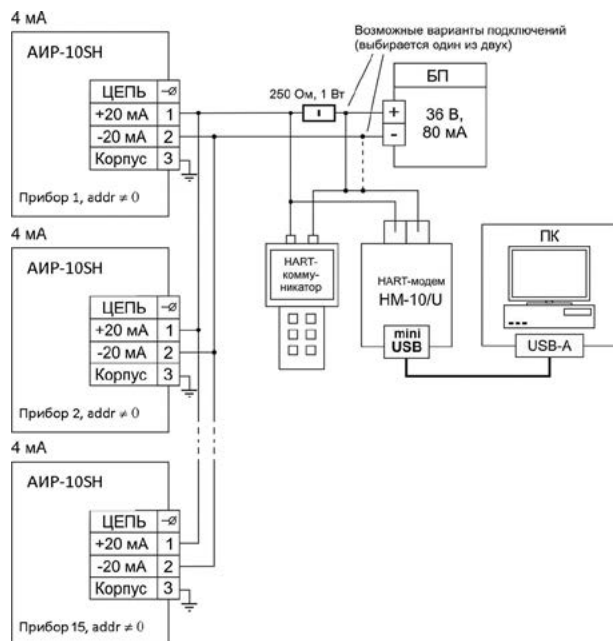 4 мА
АИР-10SH
ЦЕПЬ
+20 мА 1
-20 мА 2
Корпус 3
Прибор 1, addr ≠ 0
Возможные варианты подключений
(выбирается один из двух)
250 Ом, 1 Вт
БП
+
-
36 В,
80 мА
4 мА
АИР-10SH
ЦЕПЬ
+20 мА 1
-20 мА 2
Корпус 3
Прибор 2, addr ≠ 0
HART-
комму-
никатор
HART-модем
НМ-10/U
mini
USB
ПК
USB-A
4 мА
АИР-10SH
ЦЕПЬ
+20 мА 1
-20 мА 2
Корпус 3
Прибор 15, addr ≠ 0